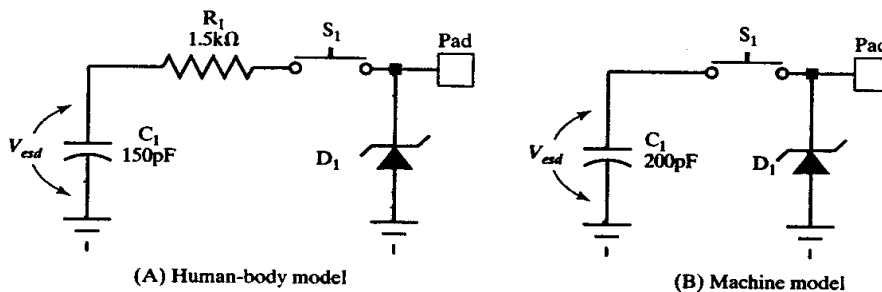 R1
1.5kΩ
S1
Pad
Vesd
C1
150pF
D1
(A) Human-body model
S1
Pad
Vesd
C1
200pF
D1
(B) Machine model